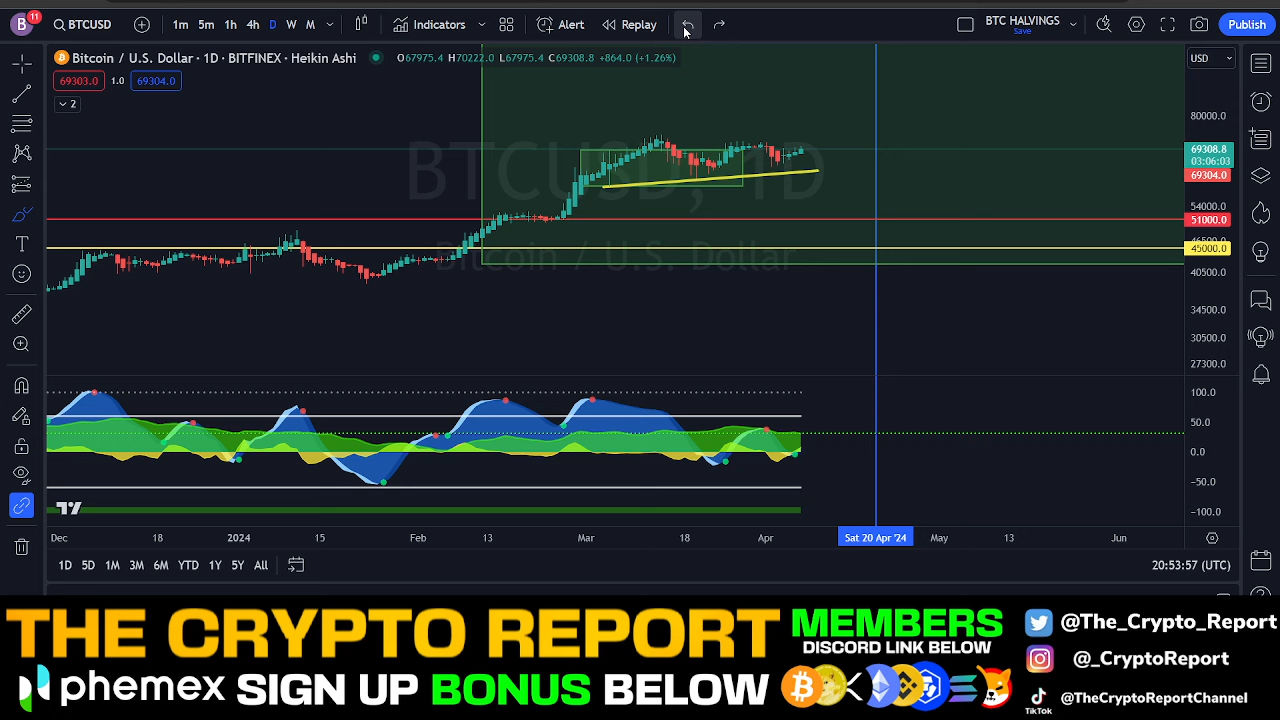 B 11 BTCUSD 1m 5m 1h 4h D W M Indicators Alert Replay BTC HALVINGS Save Publish
Bitcoin / U.S. Dollar · 1D · BITFINEX · Heikin Ashi O67975.4 H70222.0 L67975.4 C69308.8 +864.0 (+1.26%) USD
69303.0 1.0 69304.0
2
BTCUSD, 1D
Bitcoin / U.S. Dollar
80000.0
69308.8
03:06:03
69304.0
54000.0
51000.0
45000.0
40500.0
34500.0
30500.0
27300.0
100.0
50.0
0.0
−50.0
−100.0
Dec 18 2024 15 Feb 13 Mar 18 Apr Sat 20 Apr '24 May 13 Jun
1D 5D 1M 3M 6M YTD 1Y 5Y All 20:53:57 (UTC)
THE CRYPTO REPORT MEMBERS
DISCORD LINK BELOW
@The_Crypto_Report
phemex SIGN UP BONUS BELOW
@_CryptoReport
TikTok @TheCryptoReportChannel